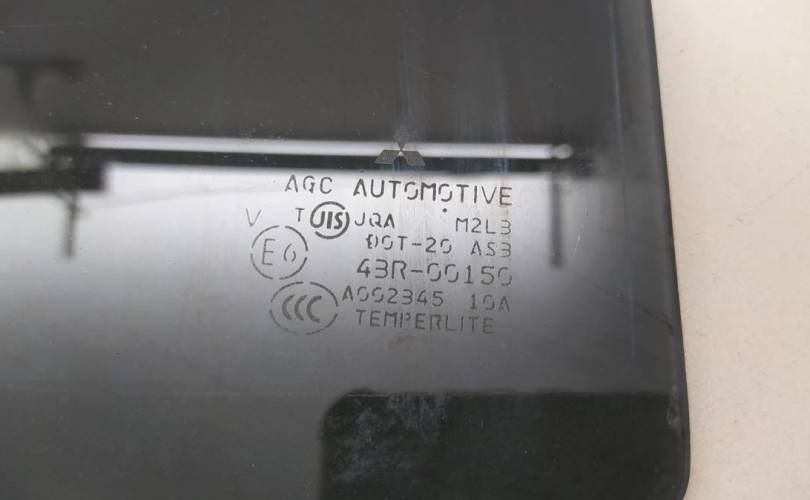 AGC AUTOMOTIVE
V T JIS JQA M2L3
DOT-20 AS3
E6 43R-00150
CCC A002345 10A
TEMPERLITE